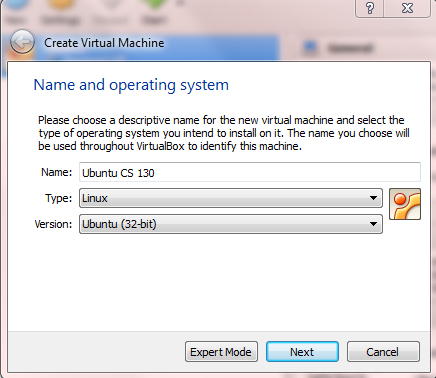 Create Virtual Machine
Name and operating system
Please choose a descriptive name for the new virtual machine and select the
type of operating system you intend to install on it. The name you choose will
be used throughout VirtualBox to identify this machine.
Name: Ubuntu CS 130
Type: Linux
Version: Ubuntu (32-bit)
Expert Mode Next Cancel